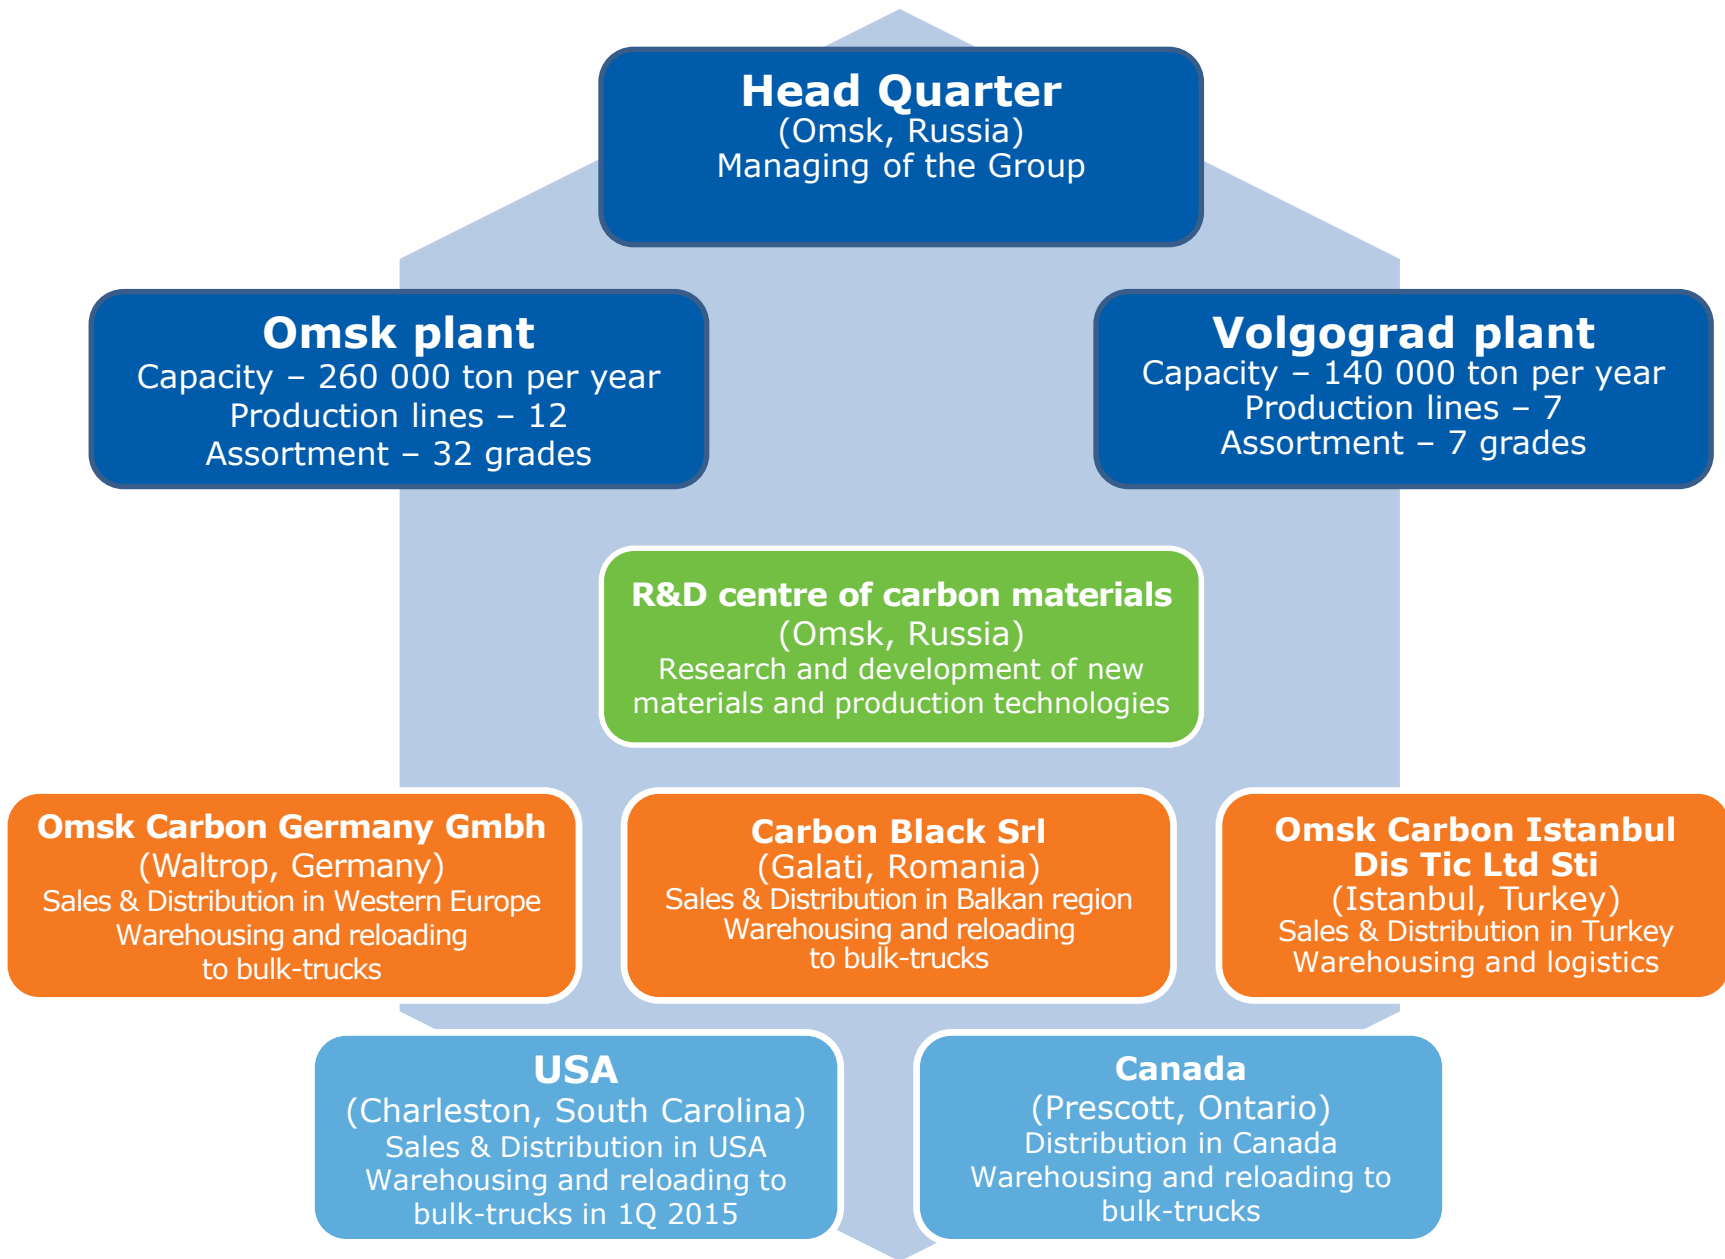 Head Quarter
(Omsk, Russia)
Managing of the Group
Omsk plant
Capacity – 260 000 ton per year
Production lines – 12
Assortment – 32 grades
Volgograd plant
Capacity – 140 000 ton per year
Production lines – 7
Assortment – 7 grades
R&D centre of carbon materials
(Omsk, Russia)
Research and development of new
materials and production technologies
Omsk Carbon Germany Gmbh
(Waltrop, Germany)
Sales & Distribution in Western Europe
Warehousing and reloading
to bulk-trucks
Carbon Black Srl
(Galati, Romania)
Sales & Distribution in Balkan region
Warehousing and reloading
to bulk-trucks
Omsk Carbon Istanbul
Dis Tic Ltd Sti
(Istanbul, Turkey)
Sales & Distribution in Turkey
Warehousing and logistics
USA
(Charleston, South Carolina)
Sales & Distribution in USA
Warehousing and reloading to
bulk-trucks in 1Q 2015
Canada
(Prescott, Ontario)
Distribution in Canada
Warehousing and reloading to
bulk-trucks